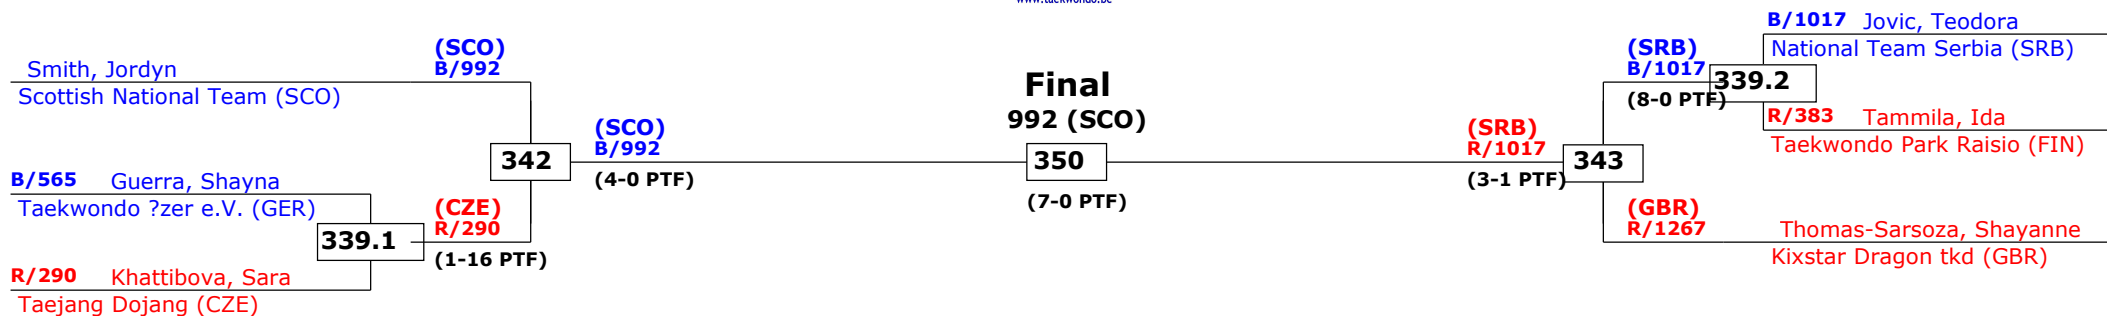 www.taekwondo.be
B/1017 Jovic, Teodora
National Team Serbia (SRB)
(SCO)
B/992
Smith, Jordyn
Scottish National Team (SCO)
Final
992 (SCO)
(SRB)
B/1017
339.2
(8-0 PTF)
R/383 Tammila, Ida
Taekwondo Park Raisio (FIN)
342
(SCO)
B/992
(4-0 PTF)
350
(7-0 PTF)
(SRB)
R/1017
(3-1 PTF)
343
B/565 Guerra, Shayna
Taekwondo ?zer e.V. (GER)
339.1
(CZE)
R/290
(1-16 PTF)
R/290 Khattibova, Sara
Taejang Dojang (CZE)
(GBR)
R/1267
Thomas-Sarsoza, Shayanne
Kixstar Dragon tkd (GBR)